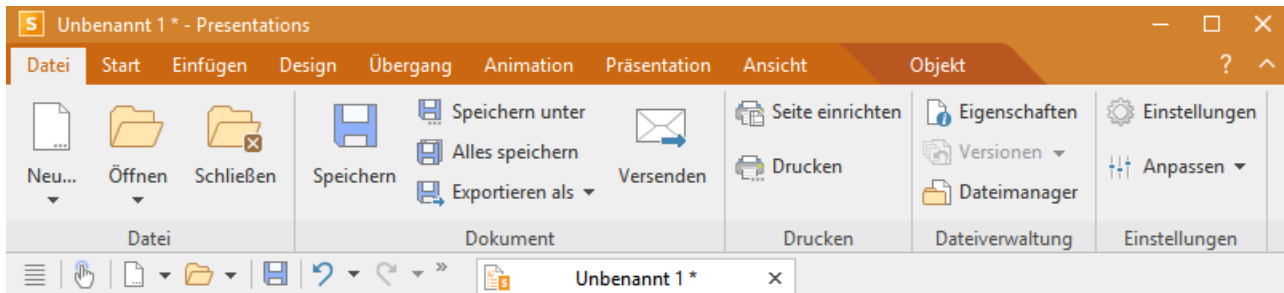 S Unbenannt 1 * - Presentations
Datei Start Einfügen Design Übergang Animation Präsentation Ansicht Objekt ?
Neu...
Öffnen
Schließen
Datei
Speichern
Speichern unter
Alles speichern
Exportieren als
Versenden
Dokument
Seite einrichten
Drucken
Drucken
Eigenschaften
Versionen
Dateimanager
Dateiverwaltung
Einstellungen
Anpassen
Einstellungen
»
S Unbenannt 1 *